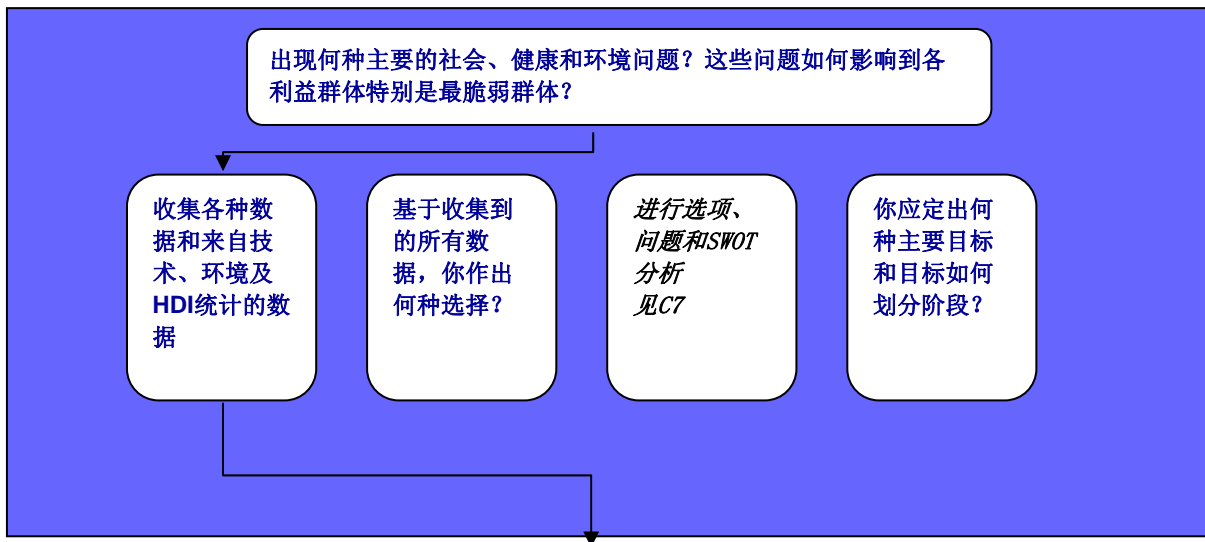 出现何种主要的社会、健康和环境问题？这些问题如何影响到各
利益群体特别是最脆弱群体？
收集各种数
据和来自技
术、环境及
HDI统计的数
据
基于收集到
的所有数
据，你作出
何种选择？
进行选项、
问题和SWOT
分析
见C7
你应定出何
种主要目标
和目标如何
划分阶段？